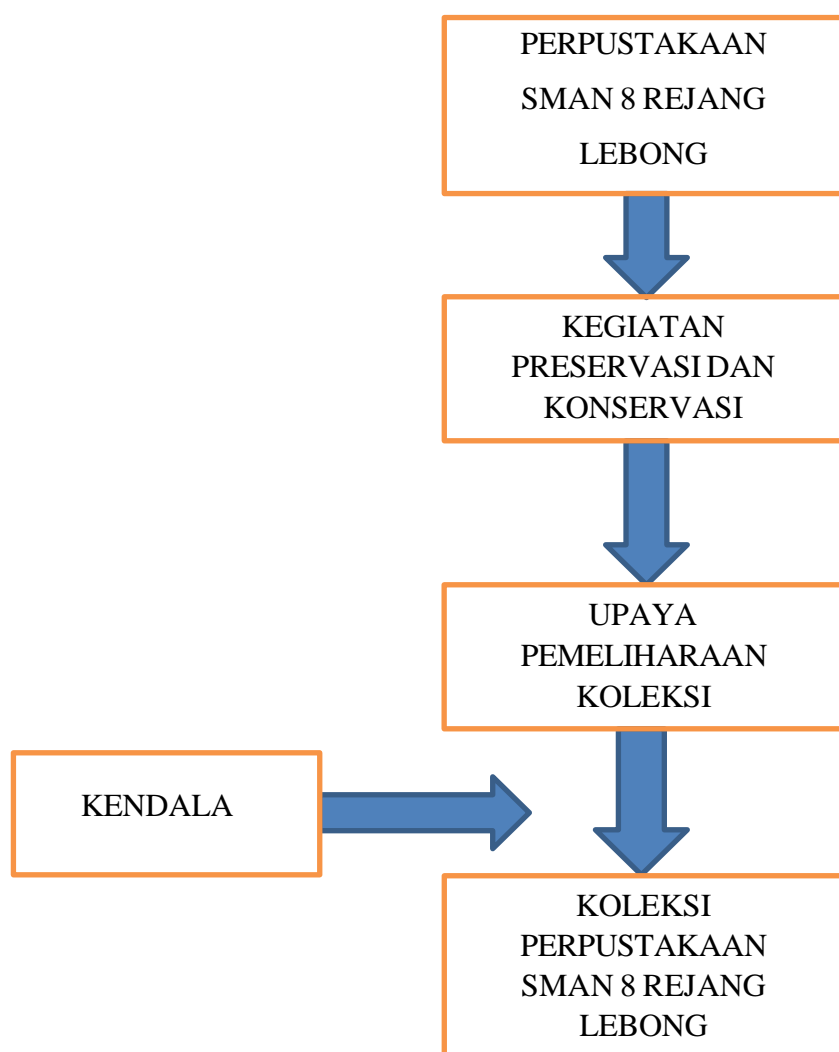 PERPUSTAKAAN
SMAN 8 REJANG
LEBONG
KEGIATAN
PRESERVASI DAN
KONSERVASI
UPAYA
PEMELIHARAAN
KOLEKSI
KENDALA
KOLEKSI
PERPUSTAKAAN
SMAN 8 REJANG
LEBONG